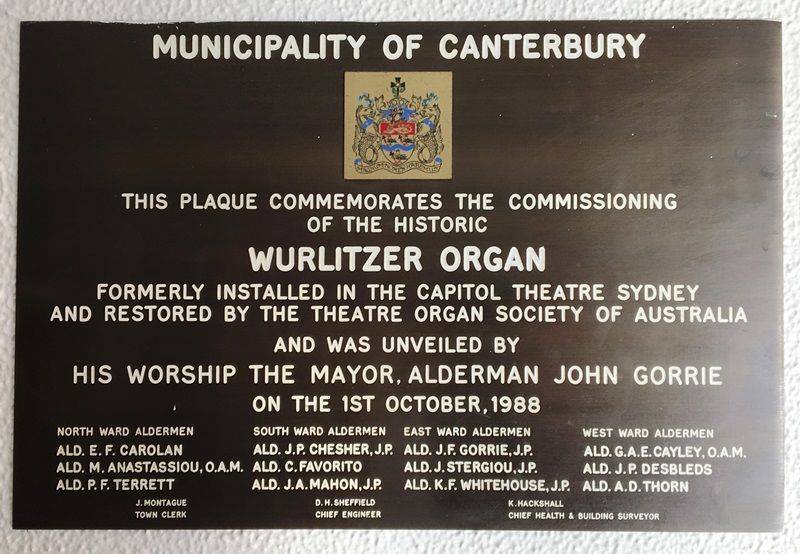 MUNICIPALITY OF CANTERBURY
THIS PLAQUE COMMEMORATES THE COMMISSIONING
OF THE HISTORIC
WURLITZER ORGAN
FORMERLY INSTALLED IN THE CAPITOL THEATRE SYDNEY
AND RESTORED BY THE THEATRE ORGAN SOCIETY OF AUSTRALIA
AND WAS UNVEILED BY
HIS WORSHIP THE MAYOR, ALDERMAN JOHN GORRIE
ON THE 1ST OCTOBER, 1988
NORTH WARD ALDERMEN
ALD. E. F. CAROLAN
ALD. M. ANASTASSIOU, O.A.M.
ALD. P. F. TERRETT
SOUTH WARD ALDERMEN
ALD. J.P. CHESHER, J.P.
ALD. C. FAVORITO
ALD. J.A. MAHON, J.P.
EAST WARD ALDERMEN
ALD. J.F. GORRIE, J.P.
ALD. J. STERGIOU, J.P.
ALD. K.F. WHITEHOUSE, J.P.
WEST WARD ALDERMEN
ALD. G.A.E. CAYLEY, O.A.M.
ALD. J.P. DESBLEDS
ALD. A.D. THORN
J. MONTAGUE
TOWN CLERK
D.H. SHEFFIELD
CHIEF ENGINEER
K. HACKSHALL
CHIEF HEALTH & BUILDING SURVEYOR